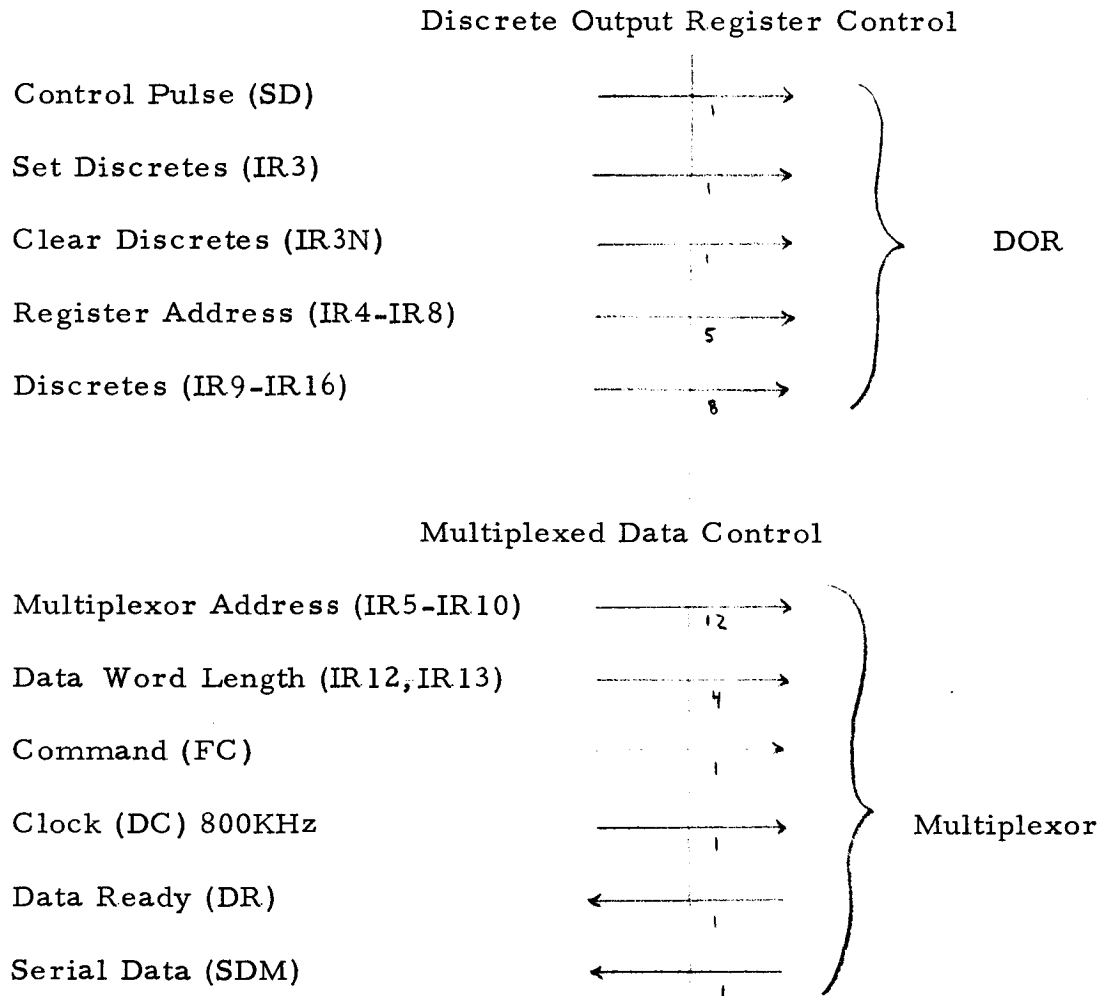 Discrete Output Register Control
Control Pulse (SD)
1
Set Discretes (IR3)
1
Clear Discretes (IR3N)
1
DOR
Register Address (IR4-IR8)
5
Discretes (IR9-IR16)
8
Multiplexed Data Control
Multiplexor Address (IR5-IR10)
12
Data Word Length (IR12, IR13)
4
Command (FC)
1
Clock (DC) 800KHz
1
Multiplexor
Data Ready (DR)
1
Serial Data (SDM)
1